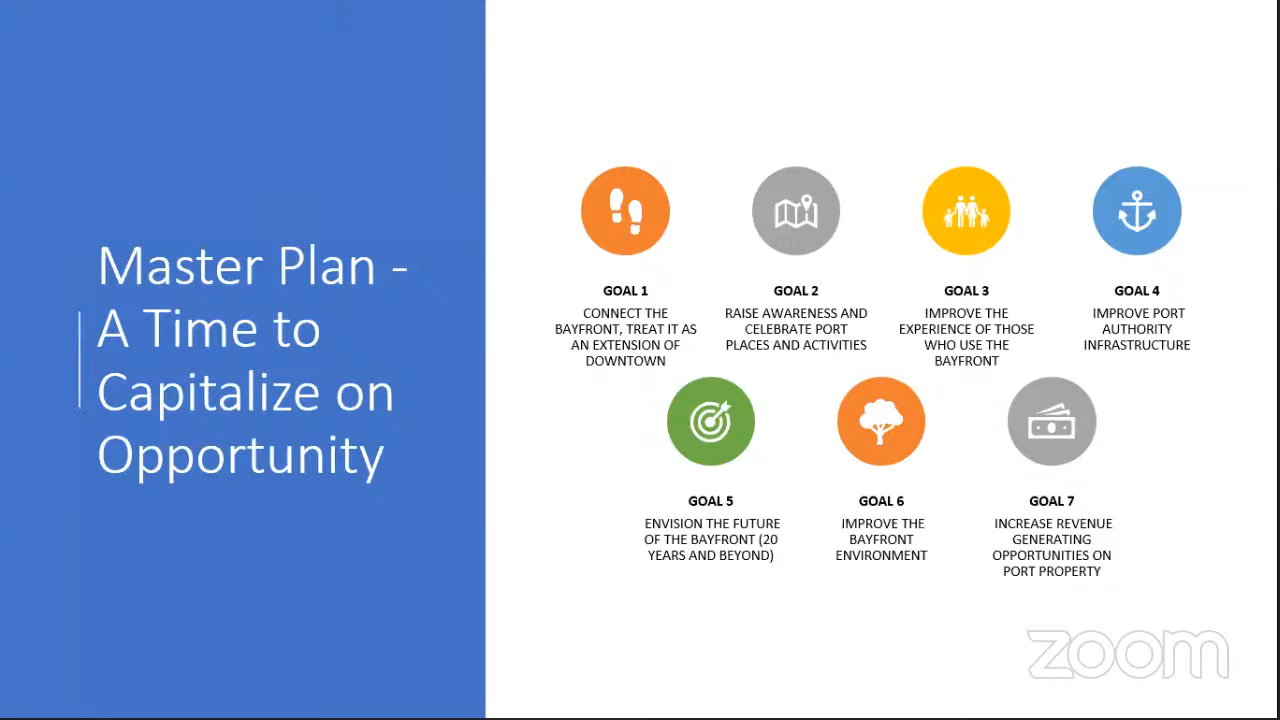 Master Plan -
A Time to
Capitalize on
Opportunity
GOAL 1
CONNECT THE
BAYFRONT, TREAT IT AS
AN EXTENSION OF
DOWNTOWN
GOAL 2
RAISE AWARENESS AND
CELEBRATE PORT
PLACES AND ACTIVITIES
GOAL 3
IMPROVE THE
EXPERIENCE OF THOSE
WHO USE THE
BAYFRONT
GOAL 4
IMPROVE PORT
AUTHORITY
INFRASTRUCTURE
GOAL 5
ENVISION THE FUTURE
OF THE BAYFRONT (20
YEARS AND BEYOND)
GOAL 6
IMPROVE THE
BAYFRONT
ENVIRONMENT
GOAL 7
INCREASE REVENUE
GENERATING
OPPORTUNITIES ON
PORT PROPERTY
zoom